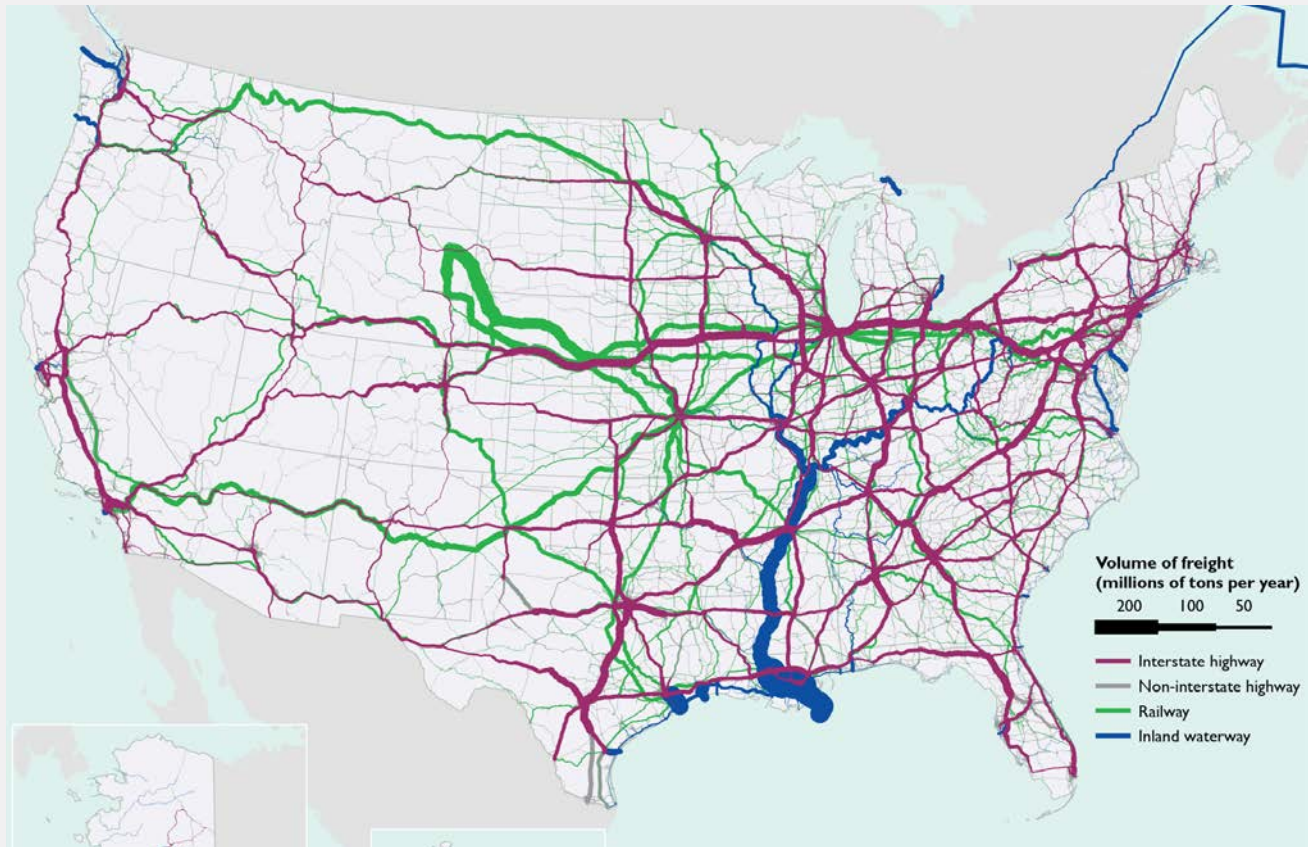 Volume of freight
(millions of tons per year)
200 100 50
Interstate highway
Non-interstate highway
Railway
Inland waterway